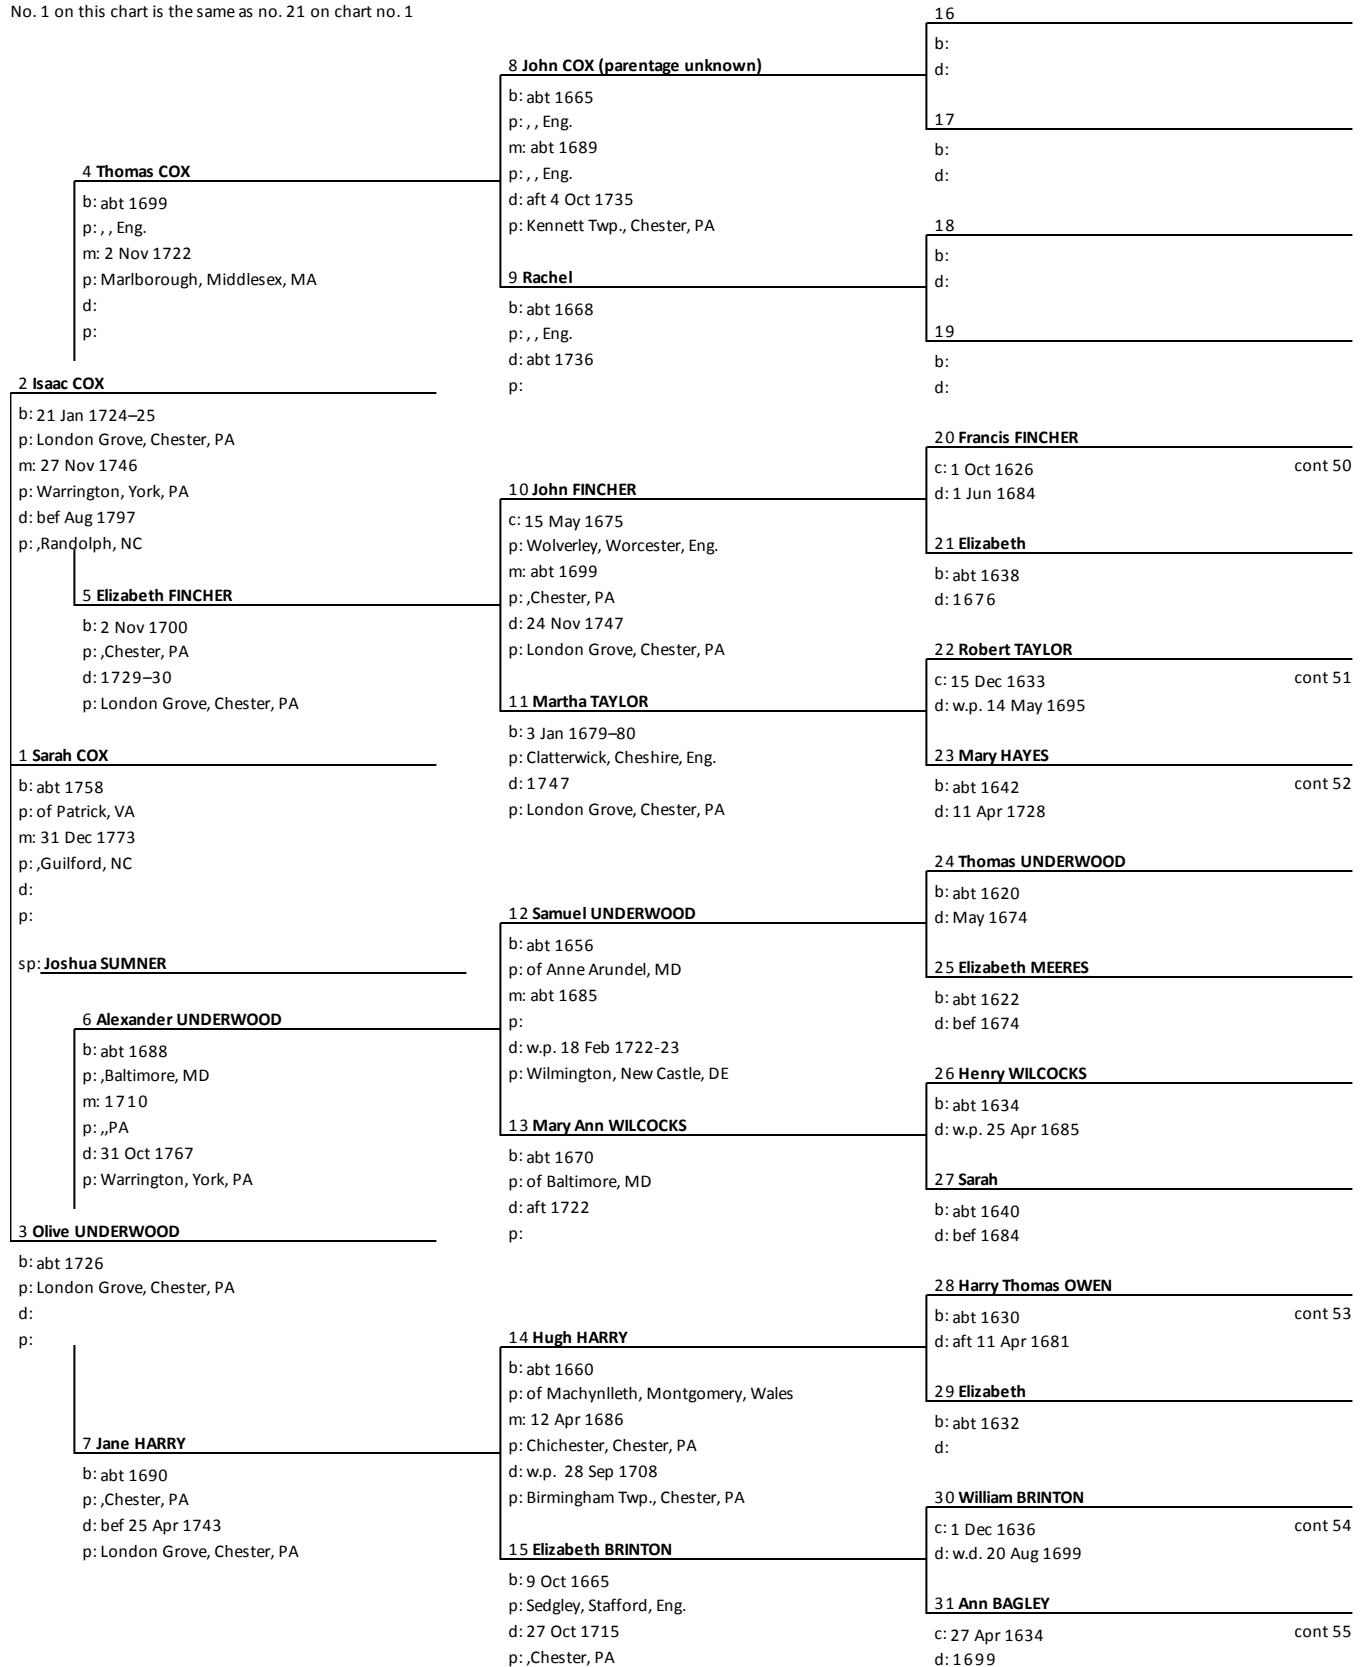 No. 1 on this chart is the same as no. 21 on chart no. 1
16
b:
d:
8 John COX (parentage unknown)
b: abt 1665
p: , , Eng.
m: abt 1689
p: , , Eng.
d: aft 4 Oct 1735
p: Kennett Twp., Chester, PA
17
b:
d:
4 Thomas COX
b: abt 1699
p: , , Eng.
m: 2 Nov 1722
p: Marlborough, Middlesex, MA
d:
p:
18
b:
d:
9 Rachel
b: abt 1668
p: , , Eng.
d: abt 1736
p:
19
b:
d:
2 Isaac COX
b: 21 Jan 1724–25
p: London Grove, Chester, PA
m: 27 Nov 1746
p: Warrington, York, PA
d: bef Aug 1797
p: ,Randolph, NC
20 Francis FINCHER
c: 1 Oct 1626 cont 50
d: 1 Jun 1684
10 John FINCHER
c: 15 May 1675
p: Wolverley, Worcester, Eng.
m: abt 1699
p: ,Chester, PA
d: 24 Nov 1747
p: London Grove, Chester, PA
21 Elizabeth
b: abt 1638
d: 1676
5 Elizabeth FINCHER
b: 2 Nov 1700
p: ,Chester, PA
d: 1729–30
p: London Grove, Chester, PA
22 Robert TAYLOR
c: 15 Dec 1633 cont 51
d: w.p. 14 May 1695
11 Martha TAYLOR
b: 3 Jan 1679–80
p: Clatterwick, Cheshire, Eng.
d: 1747
p: London Grove, Chester, PA
23 Mary HAYES
b: abt 1642 cont 52
d: 11 Apr 1728
1 Sarah COX
b: abt 1758
p: of Patrick, VA
m: 31 Dec 1773
p: ,Guilford, NC
d:
p:
sp: Joshua SUMNER
24 Thomas UNDERWOOD
b: abt 1620
d: May 1674
12 Samuel UNDERWOOD
b: abt 1656
p: of Anne Arundel, MD
m: abt 1685
p:
d: w.p. 18 Feb 1722-23
p: Wilmington, New Castle, DE
25 Elizabeth MEERES
b: abt 1622
d: bef 1674
6 Alexander UNDERWOOD
b: abt 1688
p: ,Baltimore, MD
m: 1710
p: ,,PA
d: 31 Oct 1767
p: Warrington, York, PA
26 Henry WILCOCKS
b: abt 1634
d: w.p. 25 Apr 1685
13 Mary Ann WILCOCKS
b: abt 1670
p: of Baltimore, MD
d: aft 1722
p:
27 Sarah
b: abt 1640
d: bef 1684
3 Olive UNDERWOOD
b: abt 1726
p: London Grove, Chester, PA
d:
p:
28 Harry Thomas OWEN
b: abt 1630 cont 53
d: aft 11 Apr 1681
14 Hugh HARRY
b: abt 1660
p: of Machynlleth, Montgomery, Wales
m: 12 Apr 1686
p: Chichester, Chester, PA
d: w.p. 28 Sep 1708
p: Birmingham Twp., Chester, PA
29 Elizabeth
b: abt 1632
d:
7 Jane HARRY
b: abt 1690
p: ,Chester, PA
d: bef 25 Apr 1743
p: London Grove, Chester, PA
30 William BRINTON
c: 1 Dec 1636 cont 54
d: w.d. 20 Aug 1699
15 Elizabeth BRINTON
b: 9 Oct 1665
p: Sedgley, Stafford, Eng.
d: 27 Oct 1715
p: ,Chester, PA
31 Ann BAGLEY
c: 27 Apr 1634 cont 55
d: 1699